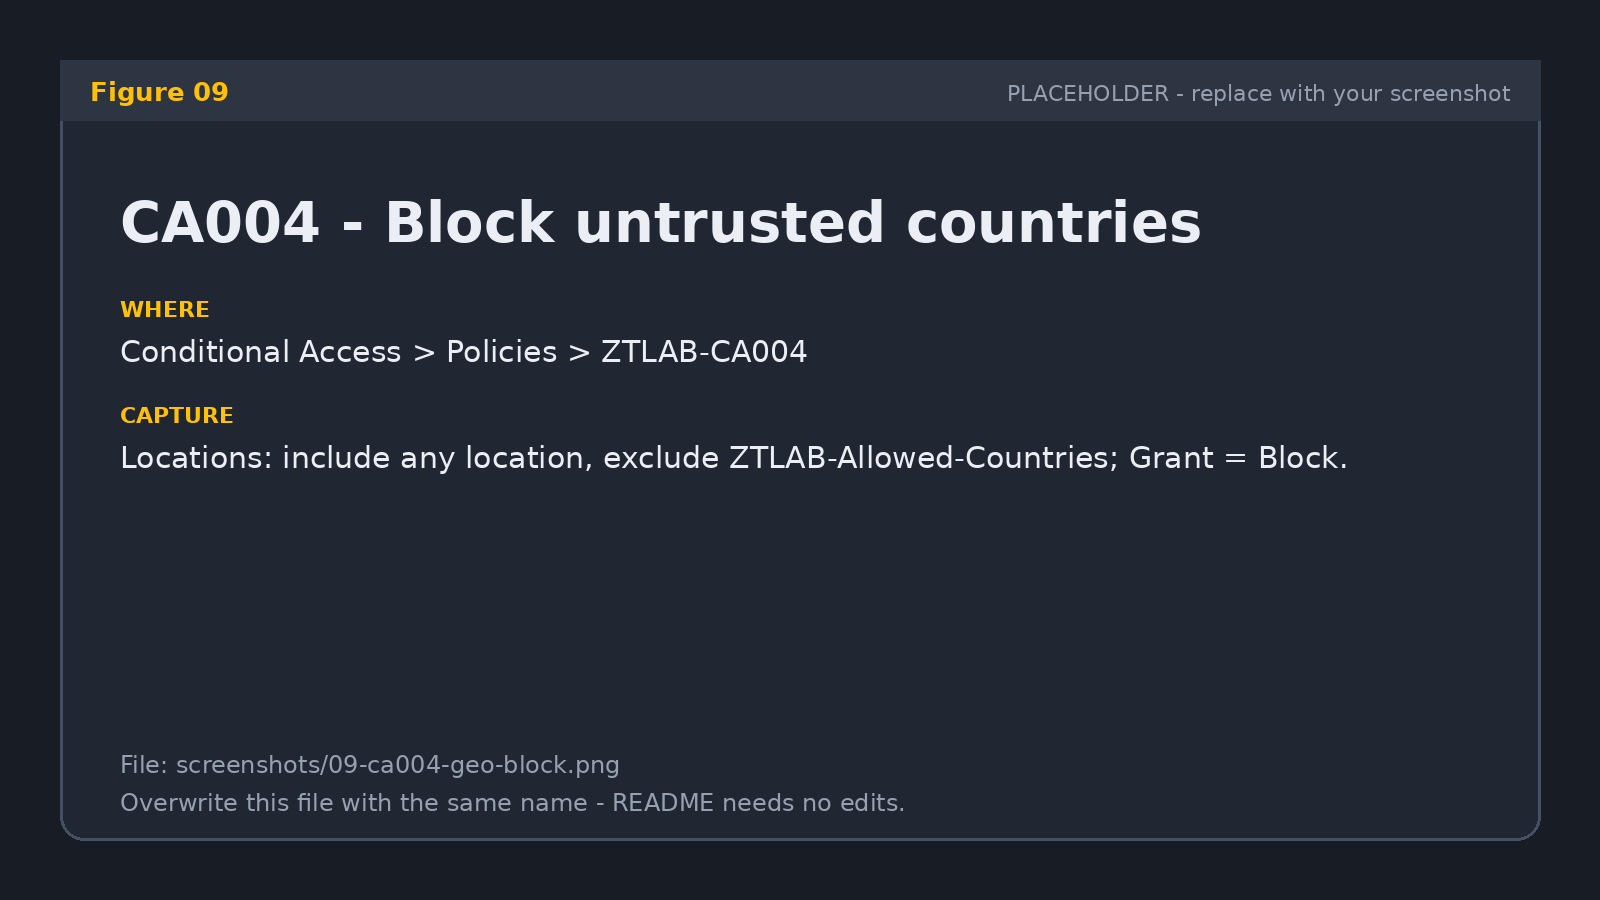 Figure 09
PLACEHOLDER - replace with your screenshot
CA004 - Block untrusted countries
WHERE
Conditional Access > Policies > ZTLAB-CA004
CAPTURE
Locations: include any location, exclude ZTLAB-Allowed-Countries; Grant = Block.
File: screenshots/09-ca004-geo-block.png
Overwrite this file with the same name - README needs no edits.